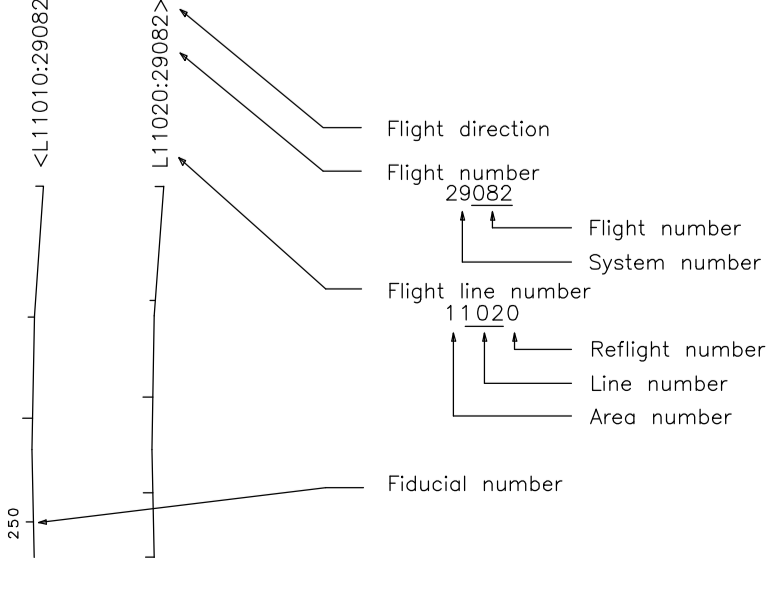 <L11010:29082
L11020:29082>
Flight direction
Flight number
29082
Flight number
System number
Flight line number
11020
Reflight number
Line number
Area number
Fiducial number
250